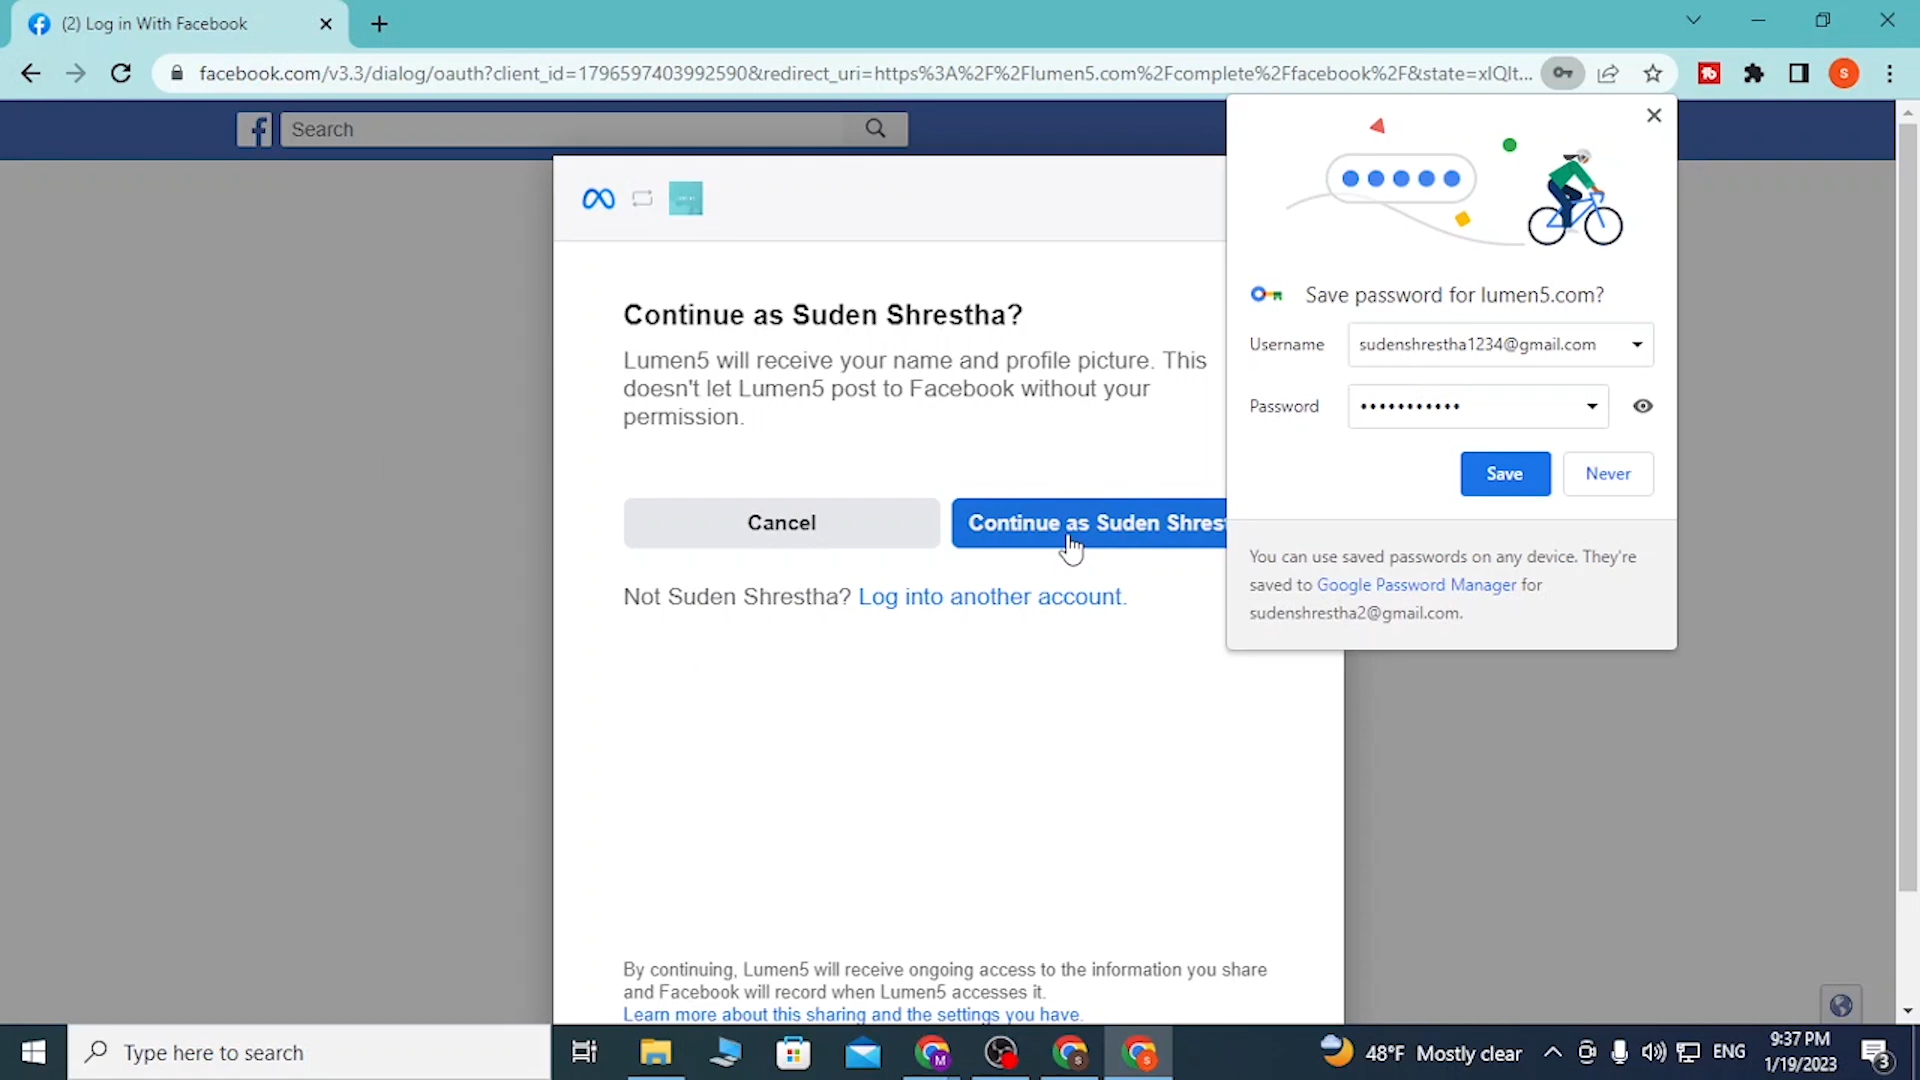 (2) Log in With Facebook
facebook.com/v3.3/dialog/oauth?client_id=1796597403992590&redirect_uri=https%3A%2F%2Flumen5.com%2Fcomplete%2Ffacebook%2F&state=xlQlt...
S
Search
Continue as Suden Shrestha?
Lumen5 will receive your name and profile picture. This
doesn't let Lumen5 post to Facebook without your
permission.
Cancel
Continue as Suden Shrest
Not Suden Shrestha? Log into another account.
By continuing, Lumen5 will receive ongoing access to the information you share
and Facebook will record when Lumen5 accesses it.
Learn more about this sharing and the settings you have.
Save password for lumen5.com?
Username sudenshrestha1234@gmail.com
Password •••••••••••
Save Never
You can use saved passwords on any device. They're
saved to Google Password Manager for
sudenshrestha2@gmail.com.
Type here to search
M
S
S
48°F Mostly clear
ENG
9:37 PM
1/19/2023
3